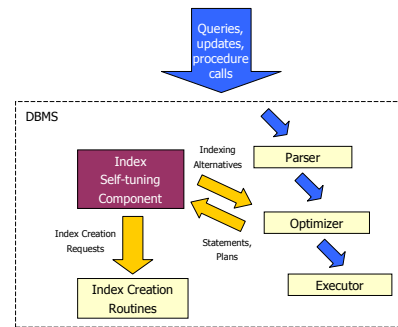 Queries,
updates,
procedure
calls
DBMS
Index
Self-tuning
Component
Indexing
Alternatives
Parser
Index Creation
Requests
Statements,
Plans
Optimizer
Index Creation
Routines
Executor